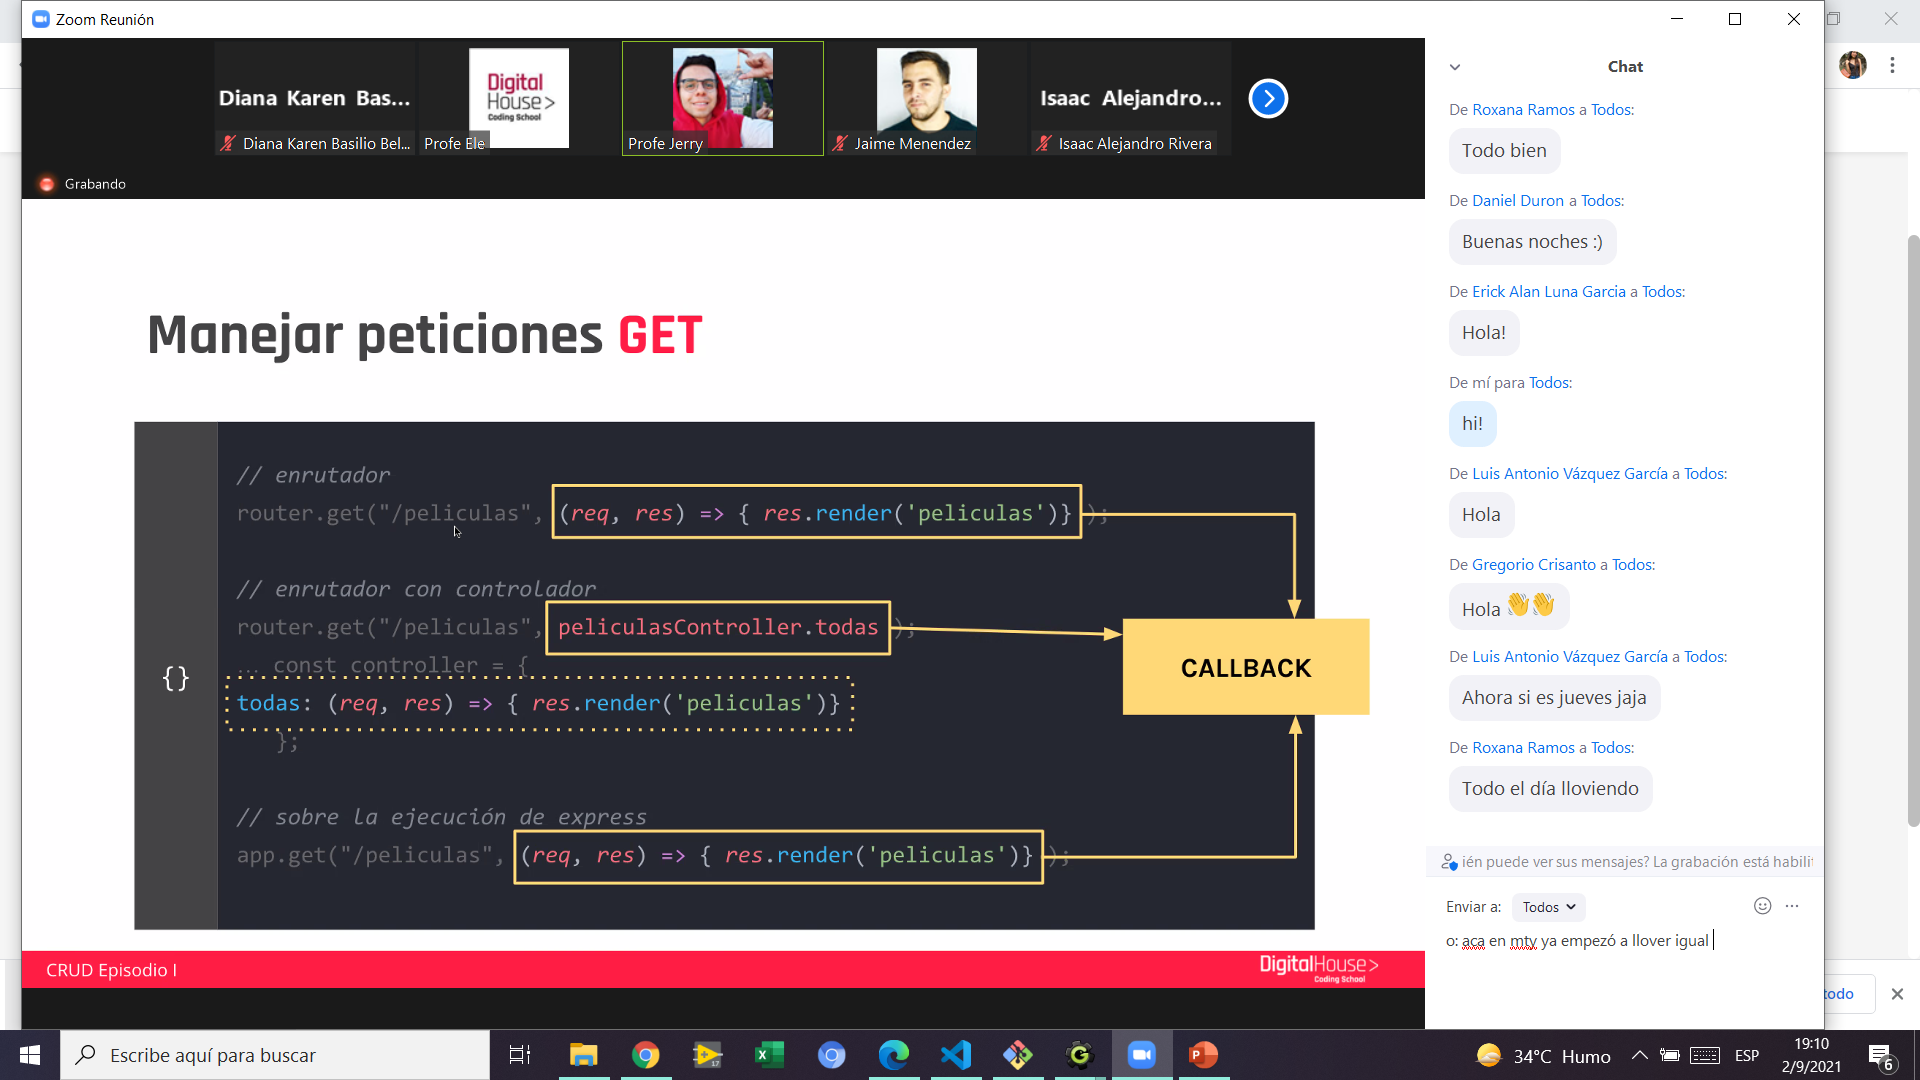 Zoom Reunión
Diana Karen Bas...
Digital
House>
Coding School
Isaac Alejandro...
Diana Karen Basilio Bel...
Profe Ele
Profe Jerry
Jaime Menendez
Isaac Alejandro Rivera
Grabando
Manejar peticiones GET
{}
// enrutador
router.get("/peliculas", (req, res) => { res.render('peliculas')} );
// enrutador con controlador
router.get("/peliculas", peliculasController.todas );
... const controller = {
todas: (req, res) => { res.render('peliculas')}
};
// sobre la ejecución de express
app.get("/peliculas", (req, res) => { res.render('peliculas')} );
CALLBACK
CRUD Episodio I
DigitalHouse>
Coding School
Chat
De Roxana Ramos a Todos:
Todo bien
De Daniel Duron a Todos:
Buenas noches :)
De Erick Alan Luna Garcia a Todos:
Hola!
De mí para Todos:
hi!
De Luis Antonio Vázquez García a Todos:
Hola
De Gregorio Crisanto a Todos:
Hola 👋👋
De Luis Antonio Vázquez García a Todos:
Ahora si es jueves jaja
De Roxana Ramos a Todos:
Todo el día lloviendo
ién puede ver sus mensajes? La grabación está habilit
Enviar a: Todos
o: aca en mty ya empezó a llover igual
todo
Escribe aquí para buscar
17
34°C Humo
ESP
19:10
2/9/2021
6